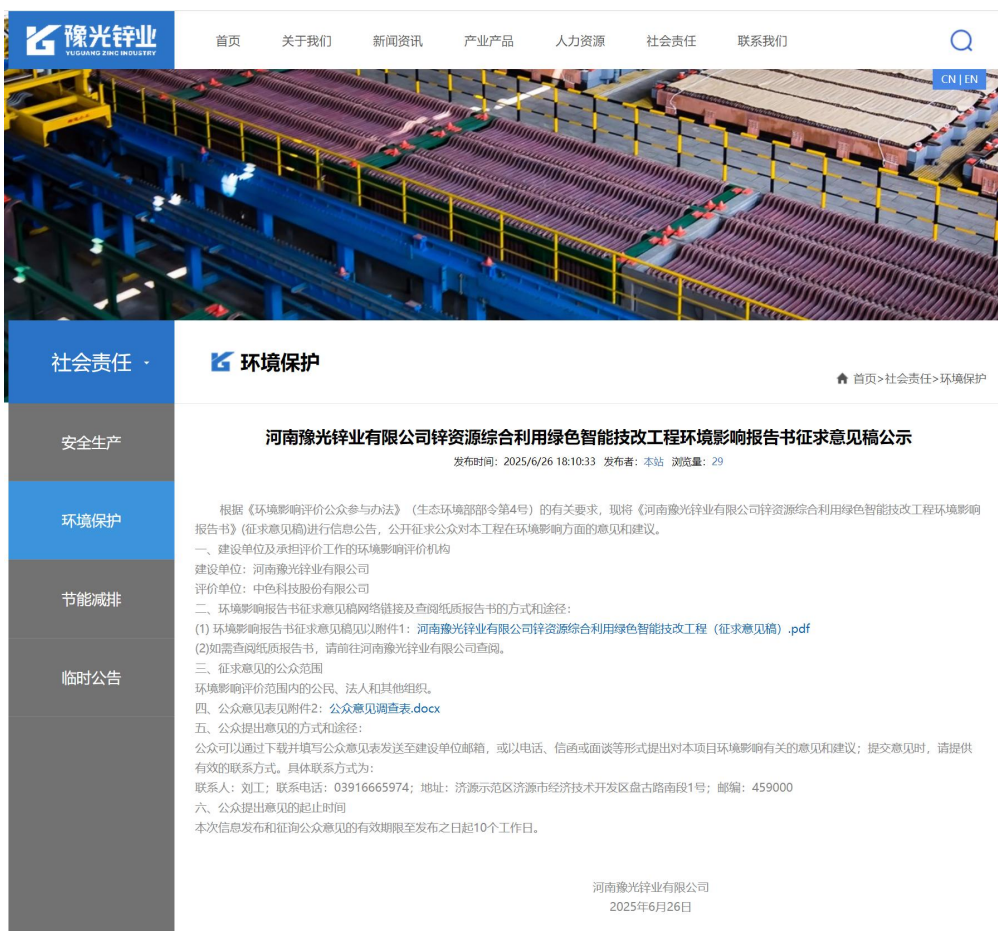 豫光锌业
YUGUANG ZINC INDUSTRY
首页 关于我们 新闻资讯 产业产品 人力资源 社会责任 联系我们
CN | EN
社会责任
环境保护
首页>社会责任>环境保护
安全生产
环境保护
节能减排
临时公告
河南豫光锌业有限公司锌资源综合利用绿色智能技改工程环境影响报告书征求意见稿公示
发布时间：2025/6/26 18:10:33 发布者：本站 浏览量：29
根据《环境影响评价公众参与办法》（生态环境部部令第4号）的有关要求，现将《河南豫光锌业有限公司锌资源综合利用绿色智能技改工程环境影响
报告书》(征求意见稿)进行信息公告，公开征求公众对本工程在环境影响方面的意见和建议。
一、建设单位及承担评价工作的环境影响评价机构
建设单位：河南豫光锌业有限公司
评价单位：中色科技股份有限公司
二、环境影响报告书征求意见稿网络链接及查阅纸质报告书的方式和途径：
(1) 环境影响报告书征求意见稿见以附件1：河南豫光锌业有限公司锌资源综合利用绿色智能技改工程（征求意见稿）.pdf
(2)如需查阅纸质报告书，请前往河南豫光锌业有限公司查阅。
三、征求意见的公众范围
环境影响评价范围内的公民、法人和其他组织。
四、公众意见表见附件2：公众意见调查表.docx
五、公众提出意见的方式和途径：
公众可以通过下载并填写公众意见表发送至建设单位邮箱，或以电话、信函或面谈等形式提出对本项目环境影响有关的意见和建议；提交意见时，请提供
有效的联系方式。具体联系方式为：
联系人：刘工；联系电话：03916665974；地址：济源示范区济源市经济技术开发区盘古路南段1号；邮编：459000
六、公众提出意见的起止时间
本次信息发布和征询公众意见的有效期限至发布之日起10个工作日。
河南豫光锌业有限公司
2025年6月26日